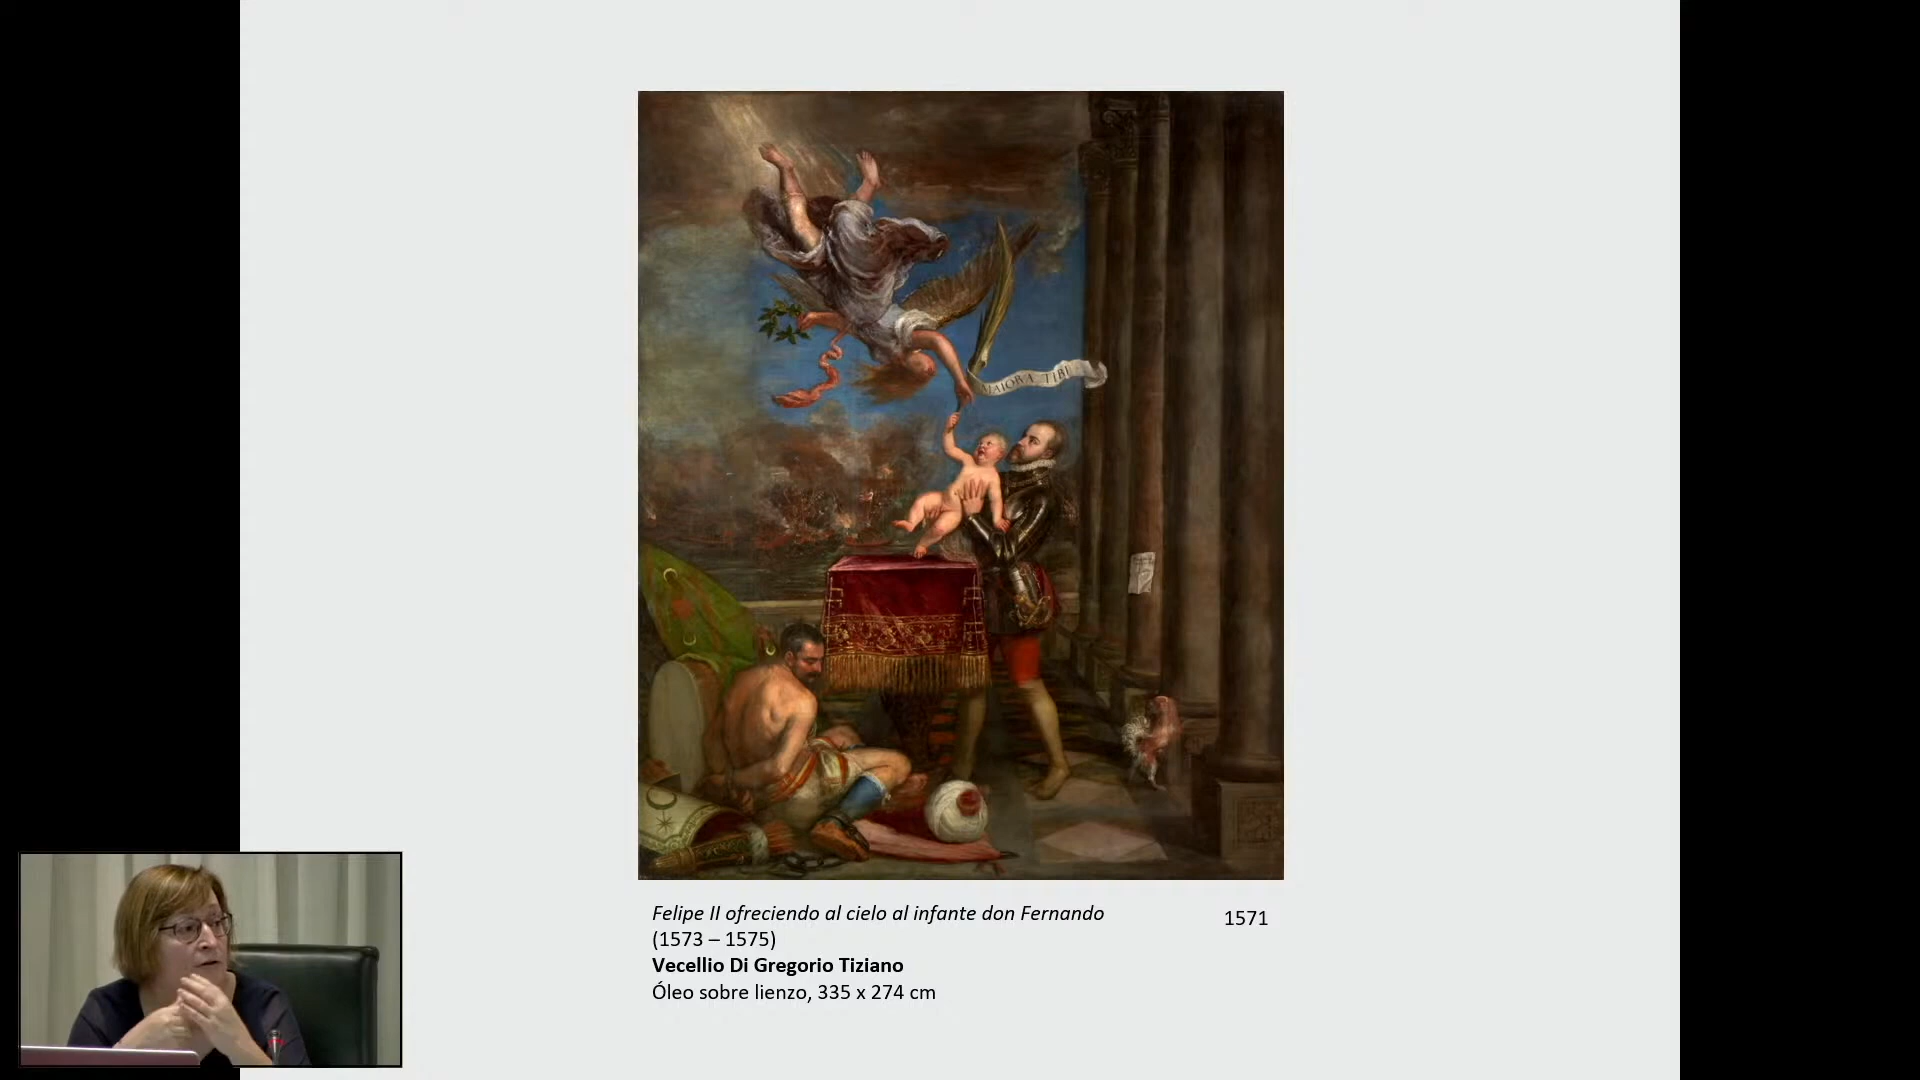 MAIORA TIBI
Felipe II ofreciendo al cielo al infante don Fernando
1571
(1573 – 1575)
Vecellio Di Gregorio Tiziano
Óleo sobre lienzo, 335 x 274 cm